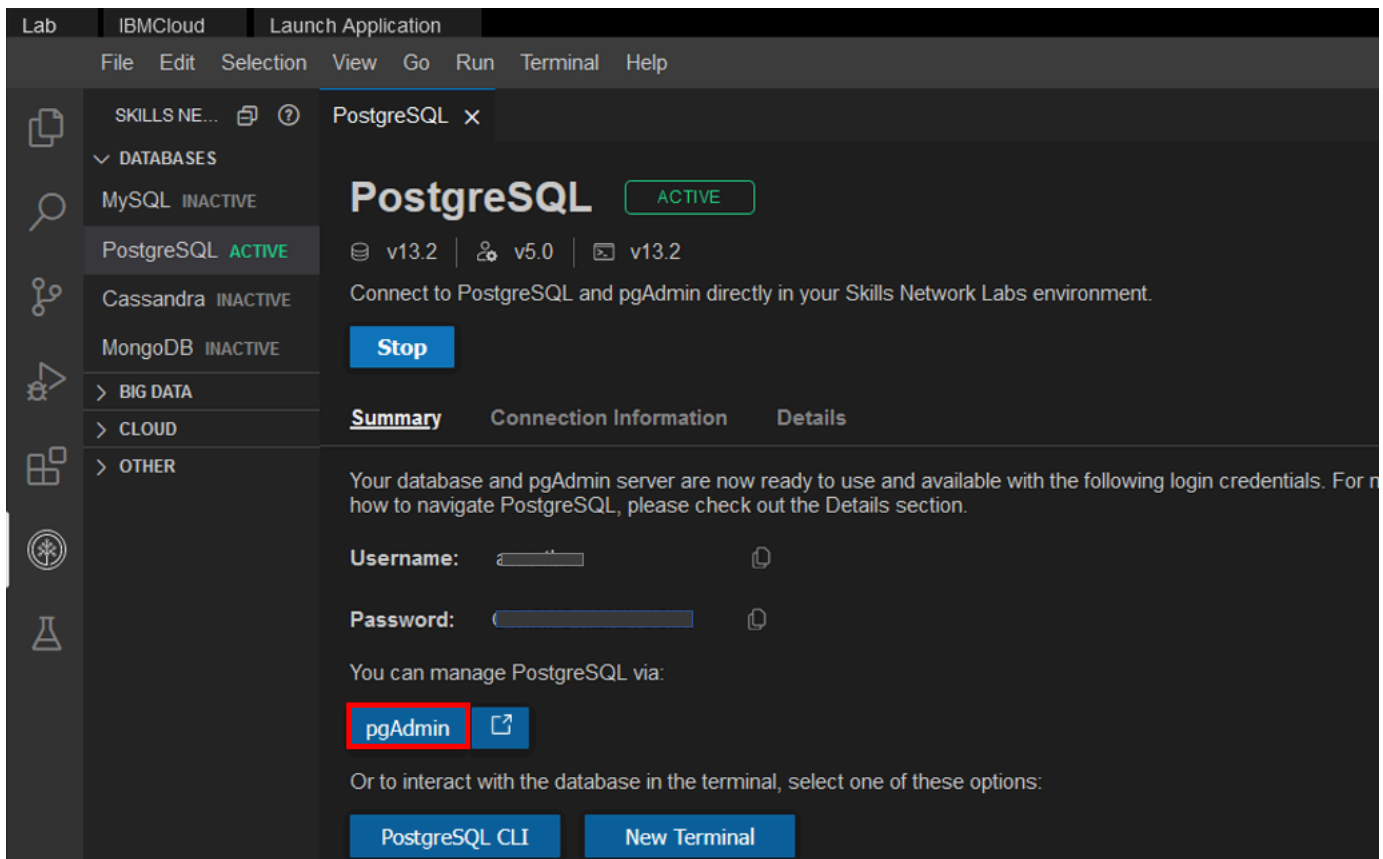 Lab IBMCloud Launch Application
File Edit Selection View Go Run Terminal Help
SKILLS NE... PostgreSQL
DATABASES
MySQL INACTIVE
PostgreSQL ACTIVE
Cassandra INACTIVE
MongoDB INACTIVE
BIG DATA
CLOUD
OTHER
PostgreSQL ACTIVE
v13.2 v5.0 v13.2
Connect to PostgreSQL and pgAdmin directly in your Skills Network Labs environment.
Stop
Summary Connection Information Details
Your database and pgAdmin server are now ready to use and available with the following login credentials. For
how to navigate PostgreSQL, please check out the Details section.
Username:
Password:
You can manage PostgreSQL via:
pgAdmin
Or to interact with the database in the terminal, select one of these options:
PostgreSQL CLI New Terminal